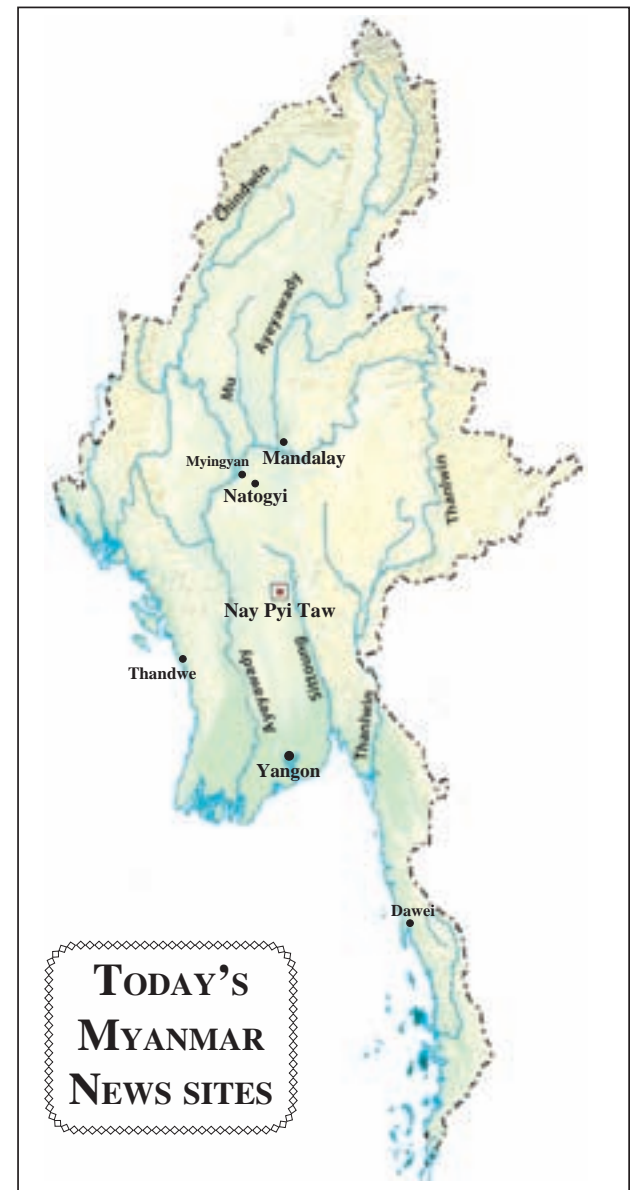 Chindwin
Ayeyawady
Mu
Mandalay
Myingyan
Natogyi
Thanlwin
Nay Pyi Taw
Sittoung
Ayeyawady
Thandwe
Thanlwin
Yangon
Dawei
TODAY'S
MYANMAR
NEWS SITES